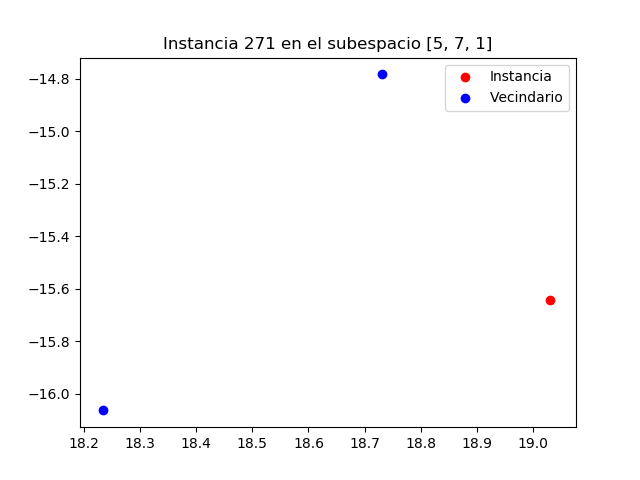 Instancia 271 en el subespacio [5, 7, 1]
Instancia
Vecindario
−14.8
−15.0
−15.2
−15.4
−15.6
−15.8
−16.0
18.2 18.3 18.4 18.5 18.6 18.7 18.8 18.9 19.0